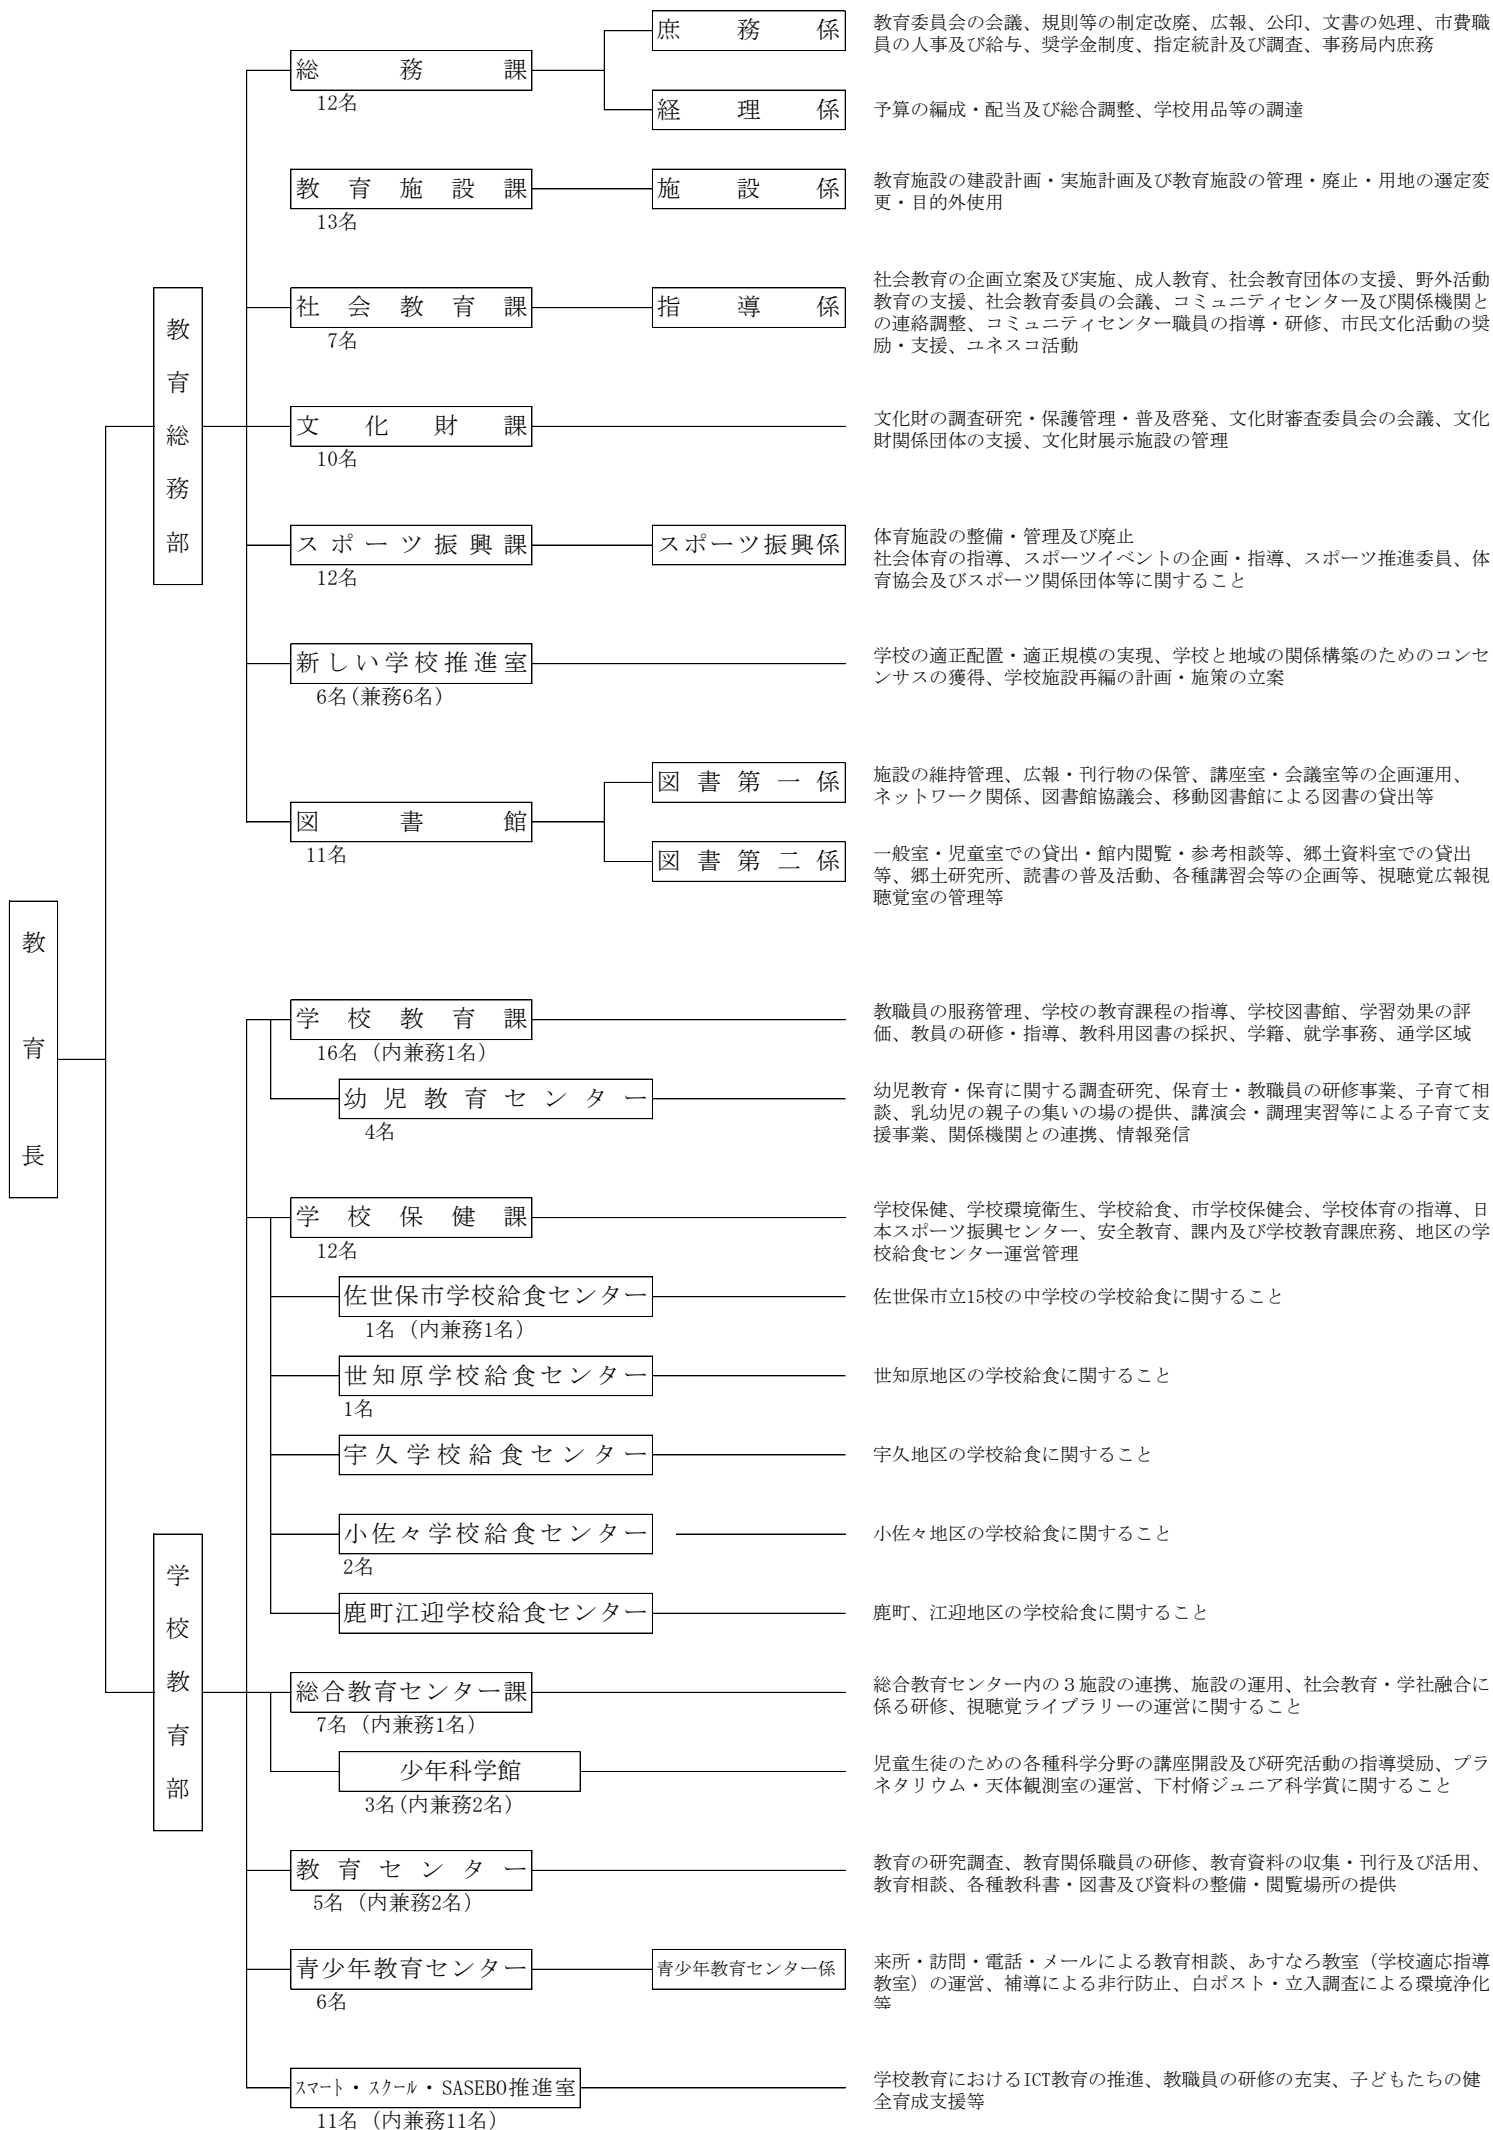 教育長
教育総務部
総務課
12名
庶務係
教育委員会の会議、規則等の制定改廃、広報、公印、文書の処理、市費職
員の人事及び給与、奨学金制度、指定統計及び調査、事務局内庶務
経理係
予算の編成・配当及び総合調整、学校用品等の調達
教育施設課
13名
施設係
教育施設の建設計画・実施計画及び教育施設の管理・廃止・用地の選定変
更・目的外使用
社会教育課
7名
指導係
社会教育の企画立案及び実施、成人教育、社会教育団体の支援、野外活動
教育の支援、社会教育委員の会議、コミュニティセンター及び関係機関と
の連絡調整、コミュニティセンター職員の指導・研修、市民文化活動の奨
励・支援、ユネスコ活動
文化財課
10名
文化財の調査研究・保護管理・普及啓発、文化財審査委員会の会議、文化
財関係団体の支援、文化財展示施設の管理
スポーツ振興課
12名
スポーツ振興係
体育施設の整備・管理及び廃止
社会体育の指導、スポーツイベントの企画・指導、スポーツ推進委員、体
育協会及びスポーツ関係団体等に関すること
新しい学校推進室
6名(兼務6名)
学校の適正配置・適正規模の実現、学校と地域の関係構築のためのコンセ
ンサスの獲得、学校施設再編の計画・施策の立案
図書館
11名
図書第一係
施設の維持管理、広報・刊行物の保管、講座室・会議室等の企画運用、
ネットワーク関係、図書館協議会、移動図書館による図書の貸出等
図書第二係
一般室・児童室での貸出・館内閲覧・参考相談等、郷土資料室での貸出
等、郷土研究所、読書の普及活動、各種講習会等の企画等、視聴覚広報視
聴覚室の管理等
学校教育部
学校教育課
16名（内兼務1名）
教職員の服務管理、学校の教育課程の指導、学校図書館、学習効果の評
価、教員の研修・指導、教科用図書の採択、学籍、就学事務、通学区域
幼児教育センター
4名
幼児教育・保育に関する調査研究、保育士・教職員の研修事業、子育て相
談、乳幼児の親子の集いの場の提供、講演会・調理実習等による子育て支
援事業、関係機関との連携、情報発信
学校保健課
12名
学校保健、学校環境衛生、学校給食、市学校保健会、学校体育の指導、日
本スポーツ振興センター、安全教育、課内及び学校教育課庶務、地区の学
校給食センター運営管理
佐世保市学校給食センター
1名（内兼務1名）
佐世保市立15校の中学校の学校給食に関すること
世知原学校給食センター
1名
世知原地区の学校給食に関すること
宇久学校給食センター
宇久地区の学校給食に関すること
小佐々学校給食センター
2名
小佐々地区の学校給食に関すること
鹿町江迎学校給食センター
鹿町、江迎地区の学校給食に関すること
総合教育センター課
7名（内兼務1名）
総合教育センター内の３施設の連携、施設の運用、社会教育・学社融合に
係る研修、視聴覚ライブラリーの運営に関すること
少年科学館
3名(内兼務2名)
児童生徒のための各種科学分野の講座開設及び研究活動の指導奨励、プラ
ネタリウム・天体観測室の運営、下村脩ジュニア科学賞に関すること
教育センター
5名（内兼務2名）
教育の研究調査、教育関係職員の研修、教育資料の収集・刊行及び活用、
教育相談、各種教科書・図書及び資料の整備・閲覧場所の提供
青少年教育センター
6名
青少年教育センター係
来所・訪問・電話・メールによる教育相談、あすなろ教室（学校適応指導
教室）の運営、補導による非行防止、白ポスト・立入調査による環境浄化
等
スマート・スクール・SASEBO推進室
11名（内兼務11名）
学校教育におけるICT教育の推進、教職員の研修の充実、子どもたちの健
全育成支援等